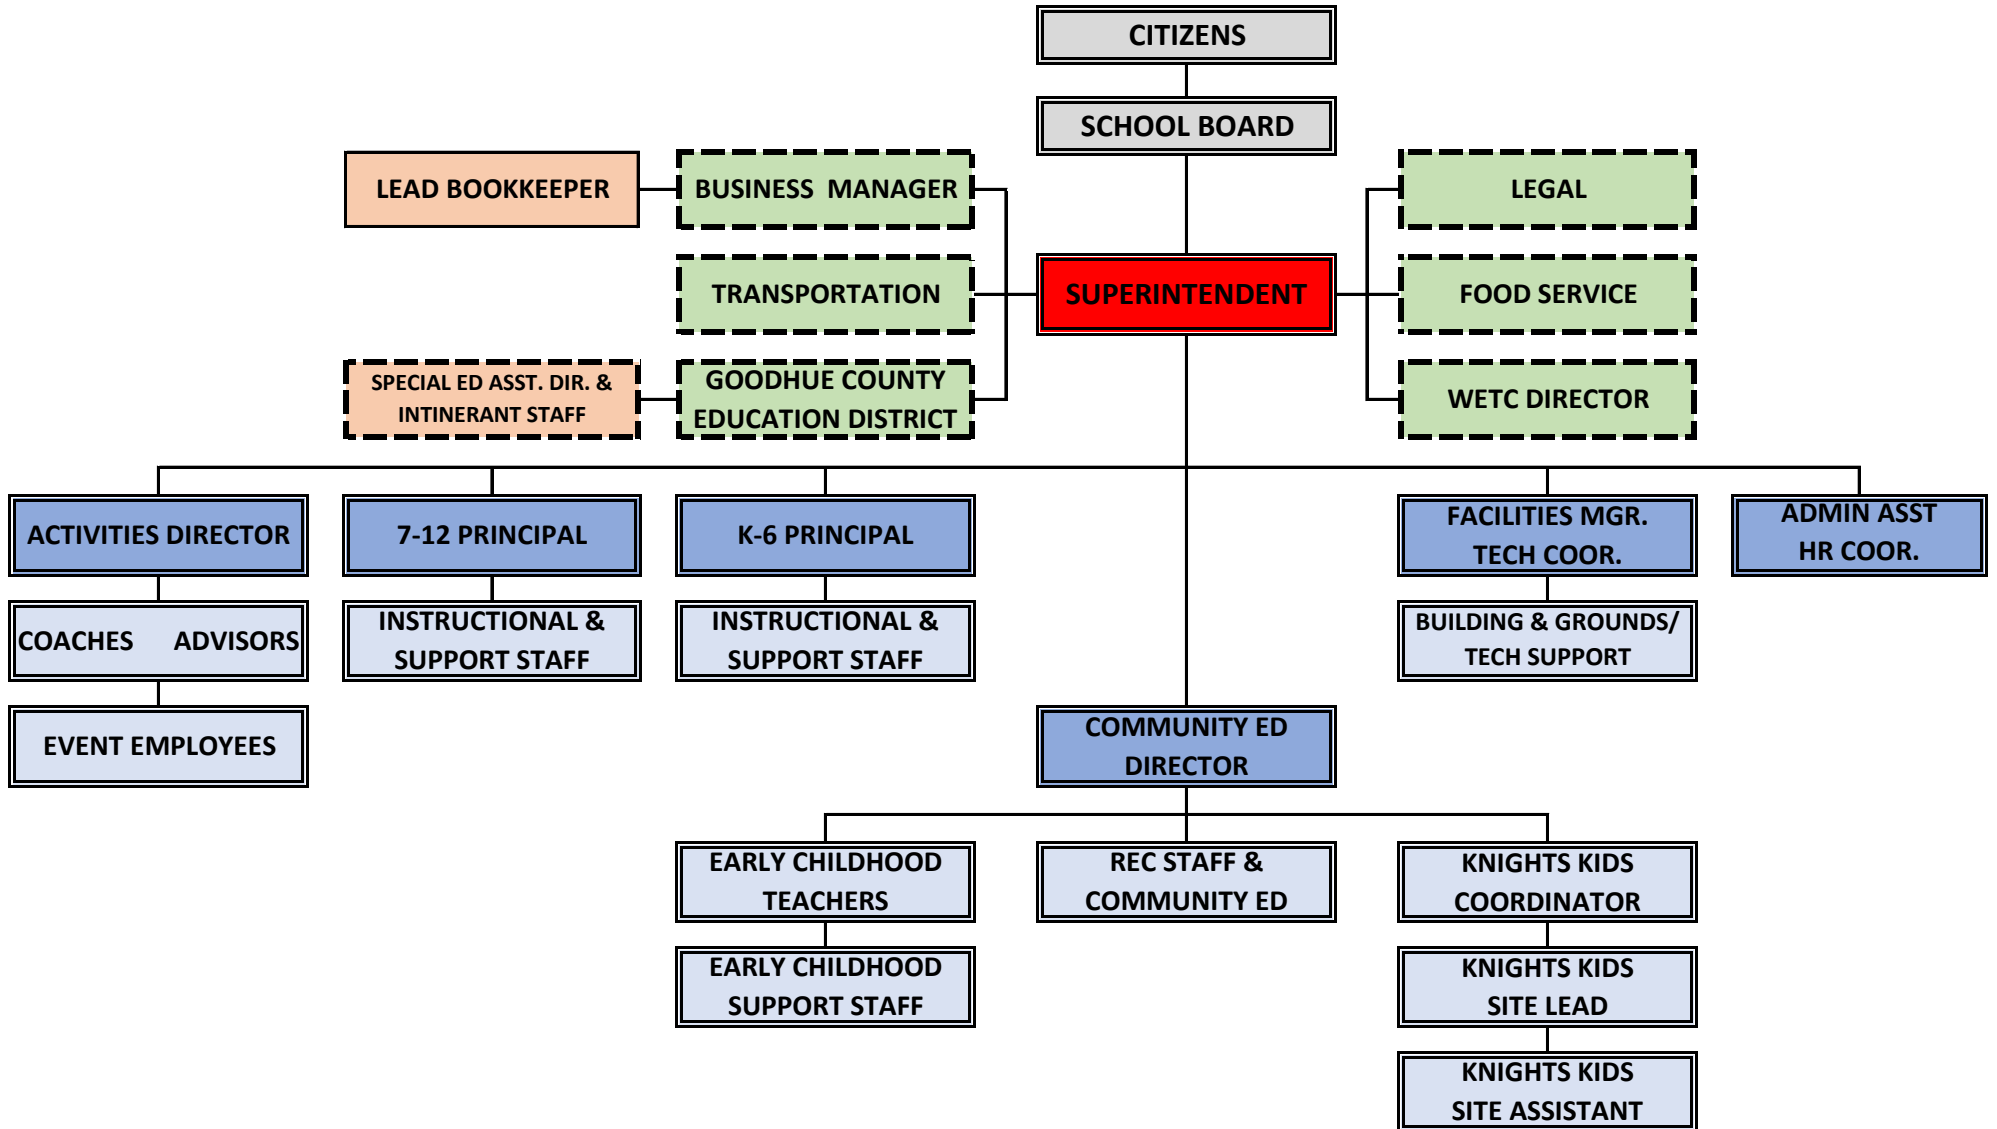 CITIZENS
SCHOOL BOARD
LEAD BOOKKEEPER
BUSINESS MANAGER
LEGAL
TRANSPORTATION
SUPERINTENDENT
FOOD SERVICE
SPECIAL ED ASST. DIR. &
INTINERANT STAFF
GOODHUE COUNTY
EDUCATION DISTRICT
WETC DIRECTOR
ACTIVITIES DIRECTOR
7-12 PRINCIPAL
K-6 PRINCIPAL
FACILITIES MGR.
TECH COOR.
ADMIN ASST
HR COOR.
COACHES ADVISORS
INSTRUCTIONAL &
SUPPORT STAFF
INSTRUCTIONAL &
SUPPORT STAFF
BUILDING & GROUNDS/
TECH SUPPORT
EVENT EMPLOYEES
COMMUNITY ED
DIRECTOR
EARLY CHILDHOOD
TEACHERS
REC STAFF &
COMMUNITY ED
KNIGHTS KIDS
COORDINATOR
EARLY CHILDHOOD
SUPPORT STAFF
KNIGHTS KIDS
SITE LEAD
KNIGHTS KIDS
SITE ASSISTANT